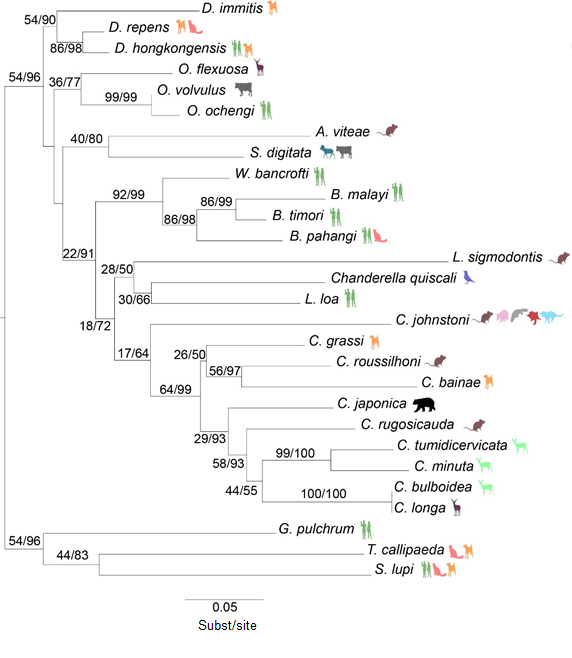 D. immitis
54/90
D. repens
86/98
D. hongkongensis
54/96
O. flexuosa
36/77
O. volvulus
99/99
O. ochengi
A. viteae
40/80
S. digitata
W. bancrofti
92/99
B. malayi
86/99
B. timori
86/98
B. pahangi
22/91
L. sigmodontis
28/50
Chanderella quiscali
30/66
L. loa
18/72
C. johnstoni
C. grassi
17/64
26/50
C. roussilhoni
56/97
C. bainae
64/99
C. japonica
C. rugosicauda
29/93
C. tumidicervicata
99/100
58/93
C. minuta
44/55
C. bulboidea
100/100
C. longa
G. pulchrum
54/96
T. callipaeda
44/83
S. lupi
0.05
Subst/site